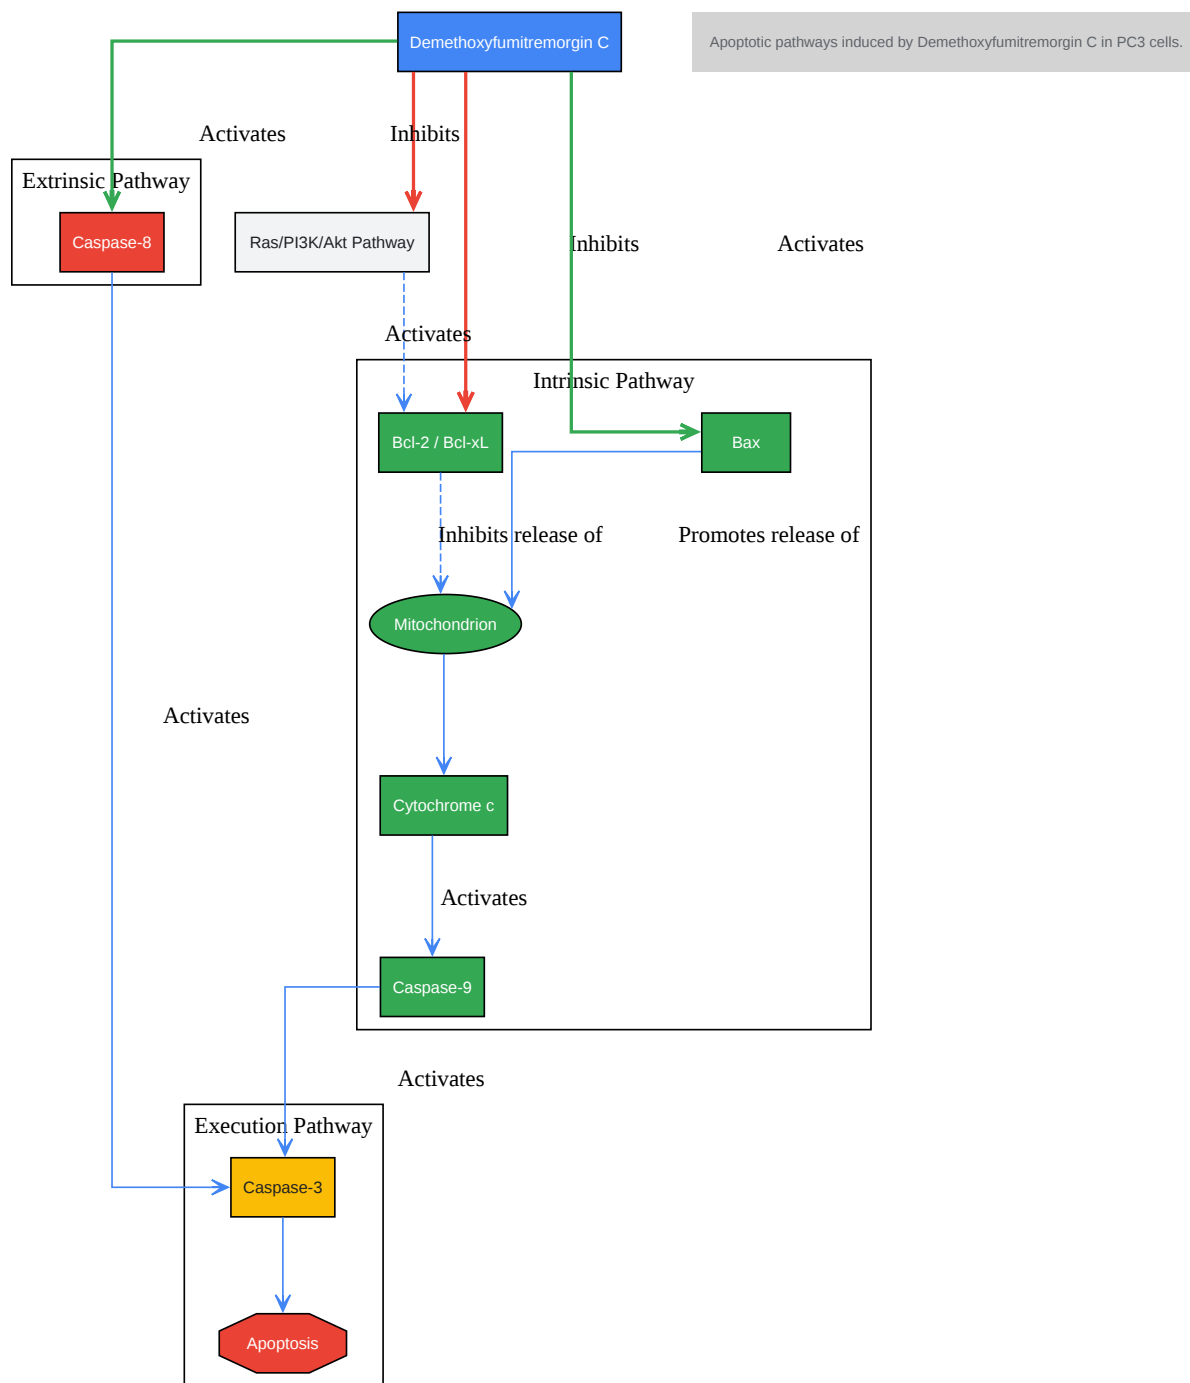 Demethoxyfumitremorgin C
Apoptotic pathways induced by Demethoxyfumitremorgin C in PC3 cells.
Activates
Inhibits
Extrinsic Pathway
Caspase-8
Ras/PI3K/Akt Pathway
Inhibits
Activates
Activates
Intrinsic Pathway
Bcl-2 / Bcl-xL
Bax
Inhibits release of
Promotes release of
Mitochondrion
Activates
Cytochrome c
Activates
Caspase-9
Activates
Execution Pathway
Caspase-3
Apoptosis